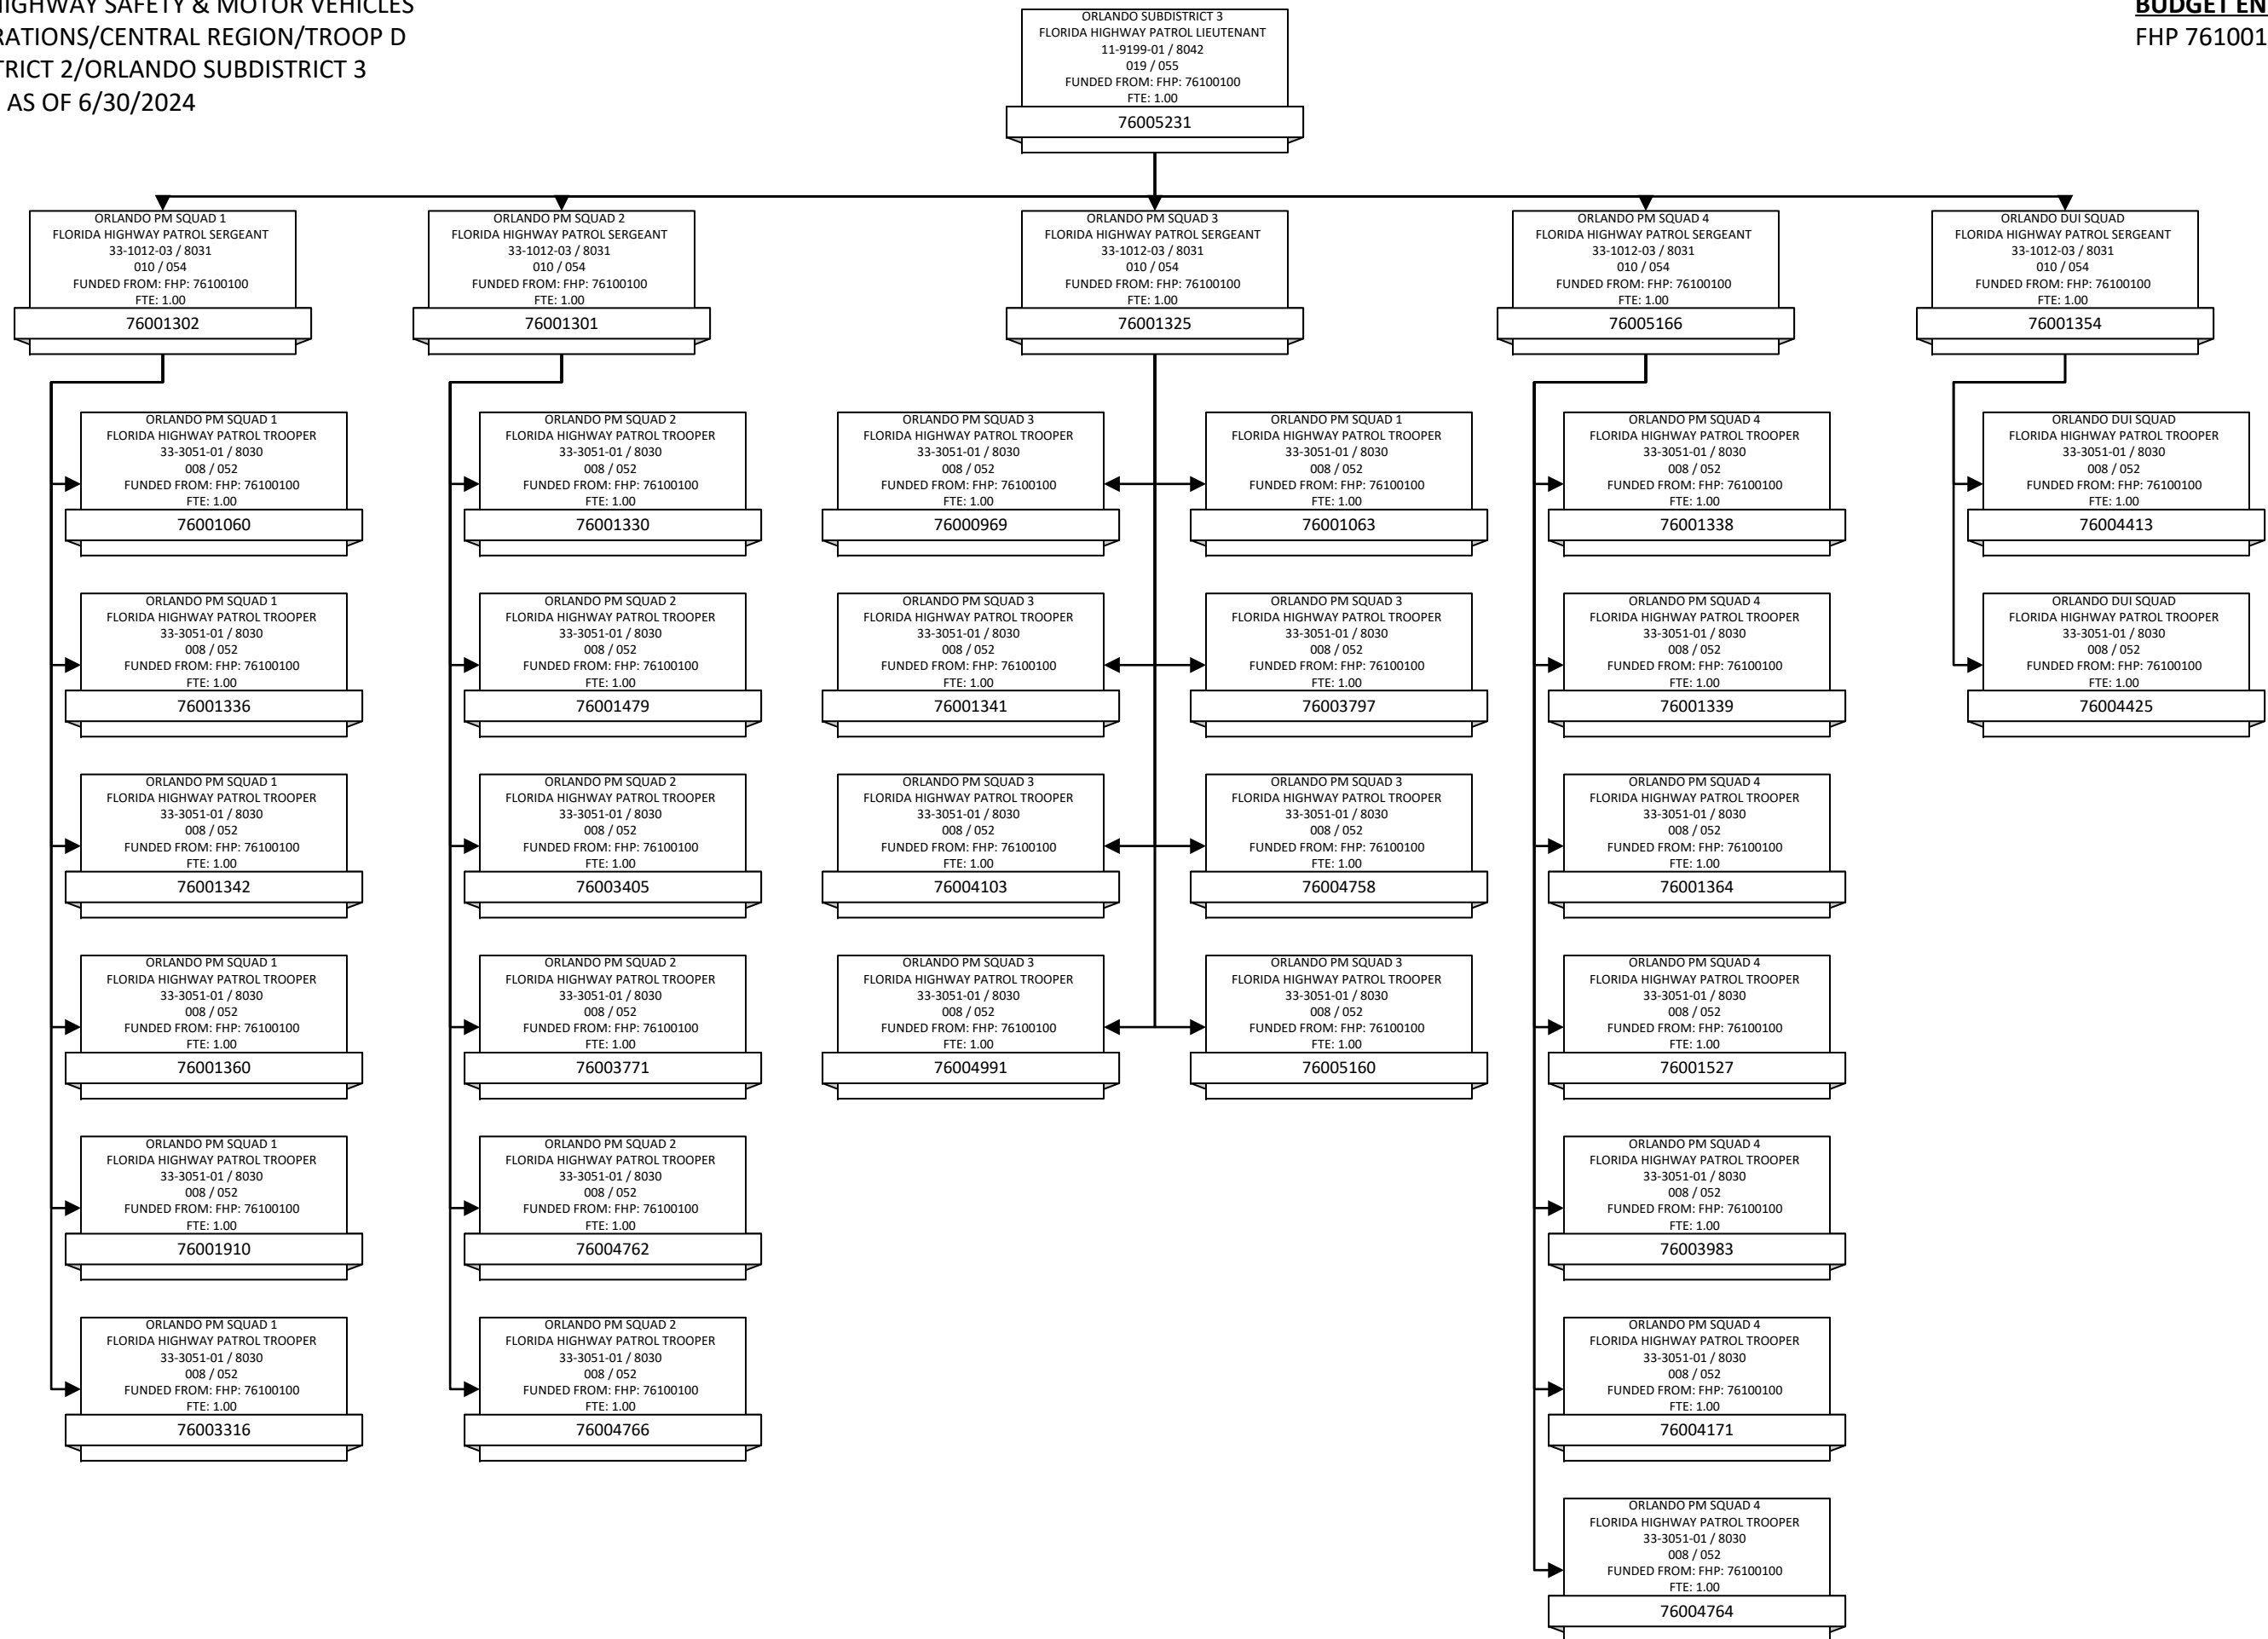 HIGHWAY SAFETY & MOTOR VEHICLES
RATIONS/CENTRAL REGION/TROOP D
TRICT 2/ORLANDO SUBDISTRICT 3
AS OF 6/30/2024
BUDGET EN
FHP 761001
ORLANDO SUBDISTRICT 3
FLORIDA HIGHWAY PATROL LIEUTENANT
11-9199-01 / 8042
019 / 055
FUNDED FROM: FHP: 76100100
FTE: 1.00
76005231
ORLANDO PM SQUAD 1
FLORIDA HIGHWAY PATROL SERGEANT
33-1012-03 / 8031
010 / 054
FUNDED FROM: FHP: 76100100
FTE: 1.00
76001302
ORLANDO PM SQUAD 2
FLORIDA HIGHWAY PATROL SERGEANT
33-1012-03 / 8031
010 / 054
FUNDED FROM: FHP: 76100100
FTE: 1.00
76001301
ORLANDO PM SQUAD 3
FLORIDA HIGHWAY PATROL SERGEANT
33-1012-03 / 8031
010 / 054
FUNDED FROM: FHP: 76100100
FTE: 1.00
76001325
ORLANDO PM SQUAD 4
FLORIDA HIGHWAY PATROL SERGEANT
33-1012-03 / 8031
010 / 054
FUNDED FROM: FHP: 76100100
FTE: 1.00
76005166
ORLANDO DUI SQUAD
FLORIDA HIGHWAY PATROL SERGEANT
33-1012-03 / 8031
010 / 054
FUNDED FROM: FHP: 76100100
FTE: 1.00
76001354
ORLANDO PM SQUAD 1
FLORIDA HIGHWAY PATROL TROOPER
33-3051-01 / 8030
008 / 052
FUNDED FROM: FHP: 76100100
FTE: 1.00
76001060
ORLANDO PM SQUAD 2
FLORIDA HIGHWAY PATROL TROOPER
33-3051-01 / 8030
008 / 052
FUNDED FROM: FHP: 76100100
FTE: 1.00
76001330
ORLANDO PM SQUAD 3
FLORIDA HIGHWAY PATROL TROOPER
33-3051-01 / 8030
008 / 052
FUNDED FROM: FHP: 76100100
FTE: 1.00
76000969
ORLANDO PM SQUAD 1
FLORIDA HIGHWAY PATROL TROOPER
33-3051-01 / 8030
008 / 052
FUNDED FROM: FHP: 76100100
FTE: 1.00
76001063
ORLANDO PM SQUAD 4
FLORIDA HIGHWAY PATROL TROOPER
33-3051-01 / 8030
008 / 052
FUNDED FROM: FHP: 76100100
FTE: 1.00
76001338
ORLANDO DUI SQUAD
FLORIDA HIGHWAY PATROL TROOPER
33-3051-01 / 8030
008 / 052
FUNDED FROM: FHP: 76100100
FTE: 1.00
76004413
ORLANDO PM SQUAD 1
FLORIDA HIGHWAY PATROL TROOPER
33-3051-01 / 8030
008 / 052
FUNDED FROM: FHP: 76100100
FTE: 1.00
76001336
ORLANDO PM SQUAD 2
FLORIDA HIGHWAY PATROL TROOPER
33-3051-01 / 8030
008 / 052
FUNDED FROM: FHP: 76100100
FTE: 1.00
76001479
ORLANDO PM SQUAD 3
FLORIDA HIGHWAY PATROL TROOPER
33-3051-01 / 8030
008 / 052
FUNDED FROM: FHP: 76100100
FTE: 1.00
76001341
ORLANDO PM SQUAD 3
FLORIDA HIGHWAY PATROL TROOPER
33-3051-01 / 8030
008 / 052
FUNDED FROM: FHP: 76100100
FTE: 1.00
76003797
ORLANDO PM SQUAD 4
FLORIDA HIGHWAY PATROL TROOPER
33-3051-01 / 8030
008 / 052
FUNDED FROM: FHP: 76100100
FTE: 1.00
76001339
ORLANDO DUI SQUAD
FLORIDA HIGHWAY PATROL TROOPER
33-3051-01 / 8030
008 / 052
FUNDED FROM: FHP: 76100100
FTE: 1.00
76004425
ORLANDO PM SQUAD 1
FLORIDA HIGHWAY PATROL TROOPER
33-3051-01 / 8030
008 / 052
FUNDED FROM: FHP: 76100100
FTE: 1.00
76001342
ORLANDO PM SQUAD 2
FLORIDA HIGHWAY PATROL TROOPER
33-3051-01 / 8030
008 / 052
FUNDED FROM: FHP: 76100100
FTE: 1.00
76003405
ORLANDO PM SQUAD 3
FLORIDA HIGHWAY PATROL TROOPER
33-3051-01 / 8030
008 / 052
FUNDED FROM: FHP: 76100100
FTE: 1.00
76004103
ORLANDO PM SQUAD 3
FLORIDA HIGHWAY PATROL TROOPER
33-3051-01 / 8030
008 / 052
FUNDED FROM: FHP: 76100100
FTE: 1.00
76004758
ORLANDO PM SQUAD 4
FLORIDA HIGHWAY PATROL TROOPER
33-3051-01 / 8030
008 / 052
FUNDED FROM: FHP: 76100100
FTE: 1.00
76001364
ORLANDO PM SQUAD 1
FLORIDA HIGHWAY PATROL TROOPER
33-3051-01 / 8030
008 / 052
FUNDED FROM: FHP: 76100100
FTE: 1.00
76001360
ORLANDO PM SQUAD 2
FLORIDA HIGHWAY PATROL TROOPER
33-3051-01 / 8030
008 / 052
FUNDED FROM: FHP: 76100100
FTE: 1.00
76003771
ORLANDO PM SQUAD 3
FLORIDA HIGHWAY PATROL TROOPER
33-3051-01 / 8030
008 / 052
FUNDED FROM: FHP: 76100100
FTE: 1.00
76004991
ORLANDO PM SQUAD 3
FLORIDA HIGHWAY PATROL TROOPER
33-3051-01 / 8030
008 / 052
FUNDED FROM: FHP: 76100100
FTE: 1.00
76005160
ORLANDO PM SQUAD 4
FLORIDA HIGHWAY PATROL TROOPER
33-3051-01 / 8030
008 / 052
FUNDED FROM: FHP: 76100100
FTE: 1.00
76001527
ORLANDO PM SQUAD 1
FLORIDA HIGHWAY PATROL TROOPER
33-3051-01 / 8030
008 / 052
FUNDED FROM: FHP: 76100100
FTE: 1.00
76001910
ORLANDO PM SQUAD 2
FLORIDA HIGHWAY PATROL TROOPER
33-3051-01 / 8030
008 / 052
FUNDED FROM: FHP: 76100100
FTE: 1.00
76004762
ORLANDO PM SQUAD 4
FLORIDA HIGHWAY PATROL TROOPER
33-3051-01 / 8030
008 / 052
FUNDED FROM: FHP: 76100100
FTE: 1.00
76003983
ORLANDO PM SQUAD 1
FLORIDA HIGHWAY PATROL TROOPER
33-3051-01 / 8030
008 / 052
FUNDED FROM: FHP: 76100100
FTE: 1.00
76003316
ORLANDO PM SQUAD 2
FLORIDA HIGHWAY PATROL TROOPER
33-3051-01 / 8030
008 / 052
FUNDED FROM: FHP: 76100100
FTE: 1.00
76004766
ORLANDO PM SQUAD 4
FLORIDA HIGHWAY PATROL TROOPER
33-3051-01 / 8030
008 / 052
FUNDED FROM: FHP: 76100100
FTE: 1.00
76004171
ORLANDO PM SQUAD 4
FLORIDA HIGHWAY PATROL TROOPER
33-3051-01 / 8030
008 / 052
FUNDED FROM: FHP: 76100100
FTE: 1.00
76004764